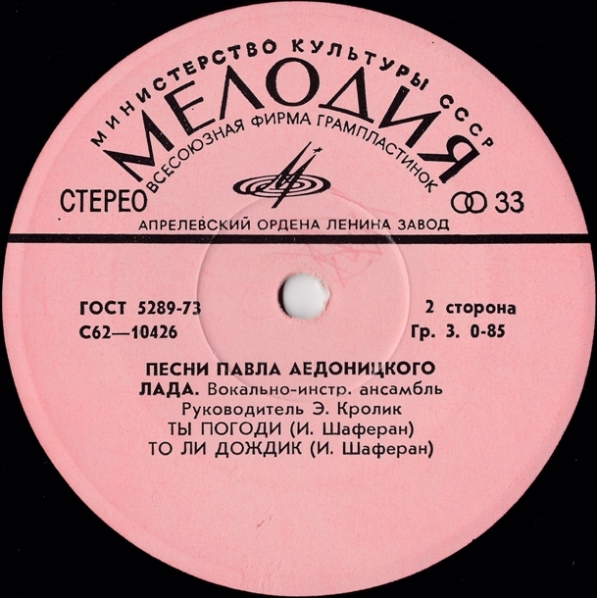 МИНИСТЕРСТВО КУЛЬТУРЫ СССР
МЕЛОДИЯ
ВСЕСОЮЗНАЯ ФИРМА ГРАМПЛАСТИНОК
СТЕРЕО 33
АПРЕЛЕВСКИЙ ОРДЕНА ЛЕНИНА ЗАВОД
ГОСТ 5289-73 2 сторона
С62—10426 Гр. 3. 0-85
ПЕСНИ ПАВЛА АЕДОНИЦКОГО
ЛАДА. Вокально-инстр. ансамбль
Руководитель Э. Кролик
ТЫ ПОГОДИ (И. Шаферан)
ТО ЛИ ДОЖДИК (И. Шаферан)